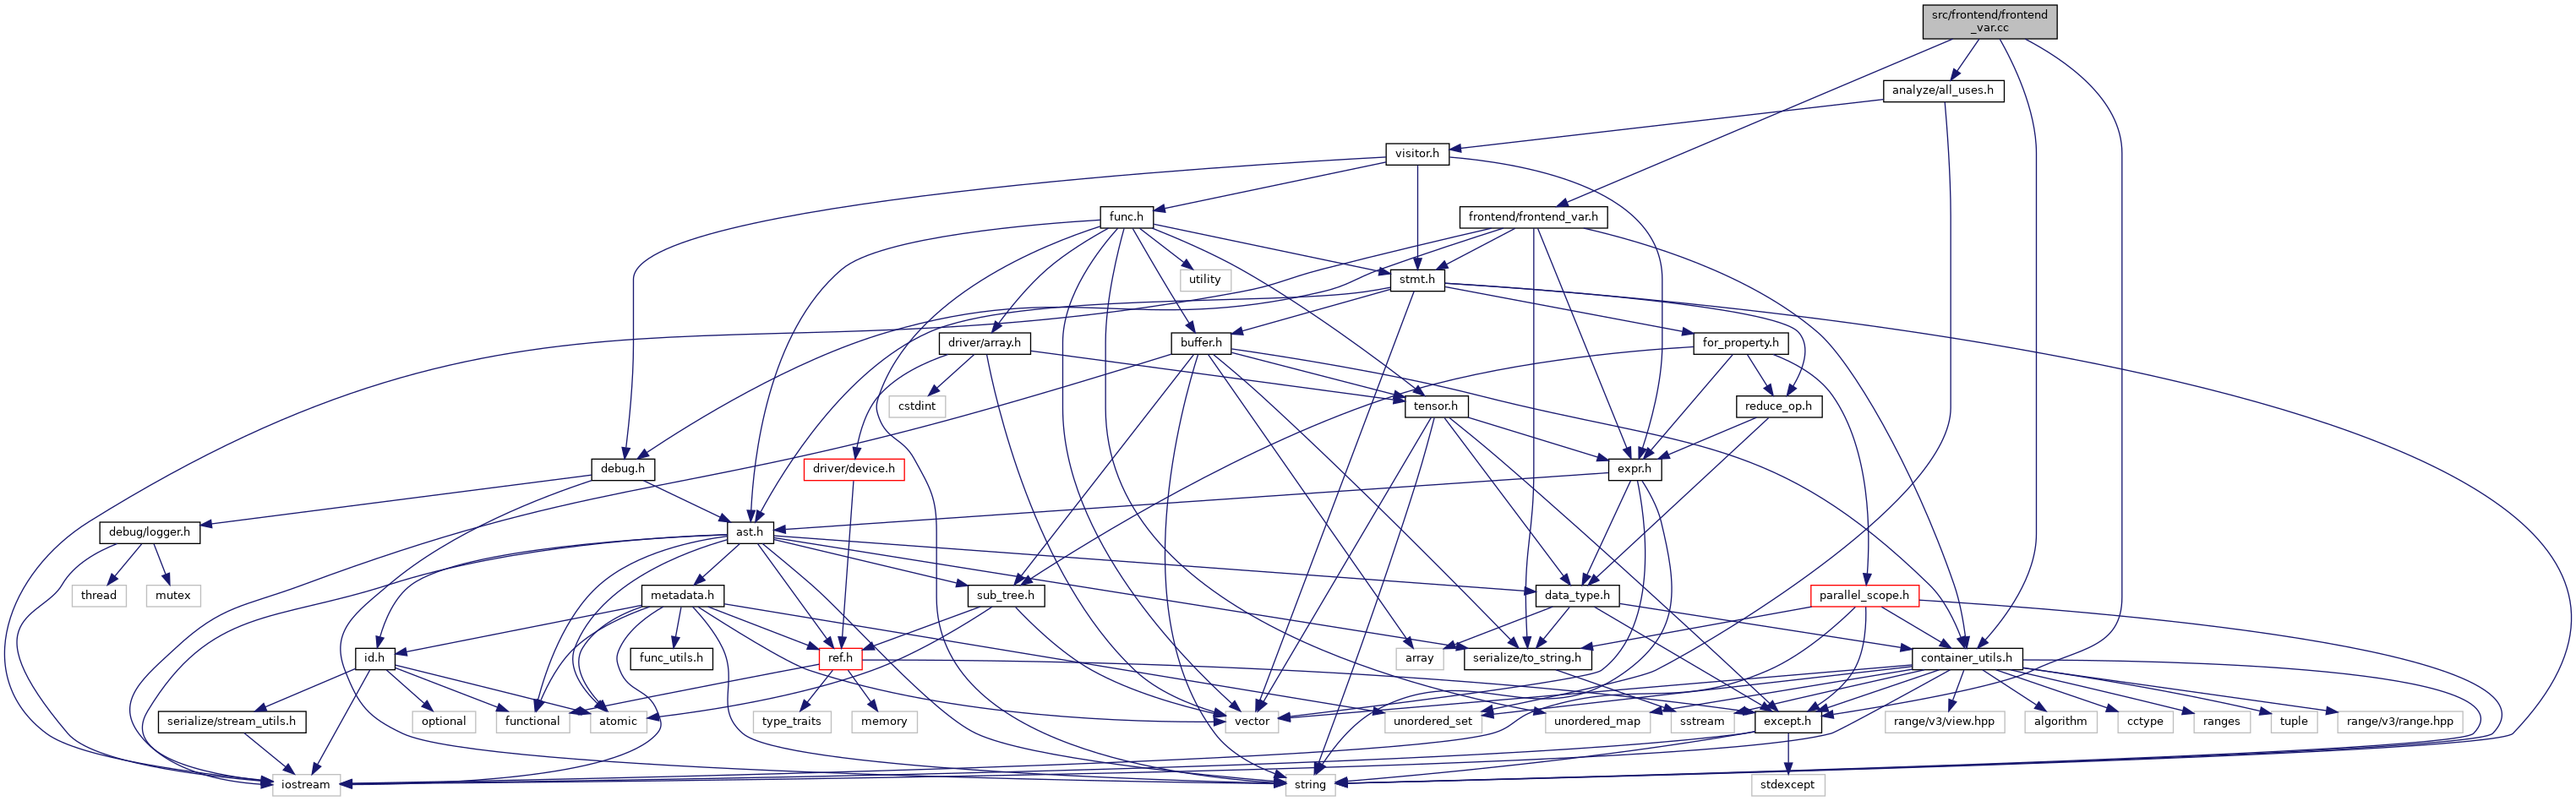 src/frontend/frontend
_var.cc
analyze/all_uses.h
visitor.h
func.h
frontend/frontend_var.h
utility
stmt.h
driver/array.h
buffer.h
for_property.h
cstdint
tensor.h
reduce_op.h
debug.h
driver/device.h
expr.h
debug/logger.h
ast.h
thread
mutex
metadata.h
sub_tree.h
data_type.h
parallel_scope.h
id.h
func_utils.h
ref.h
array
serialize/to_string.h
container_utils.h
serialize/stream_utils.h
optional
functional
atomic
type_traits
memory
vector
unordered_set
unordered_map
sstream
except.h
range/v3/view.hpp
algorithm
cctype
ranges
tuple
range/v3/range.hpp
iostream
string
stdexcept